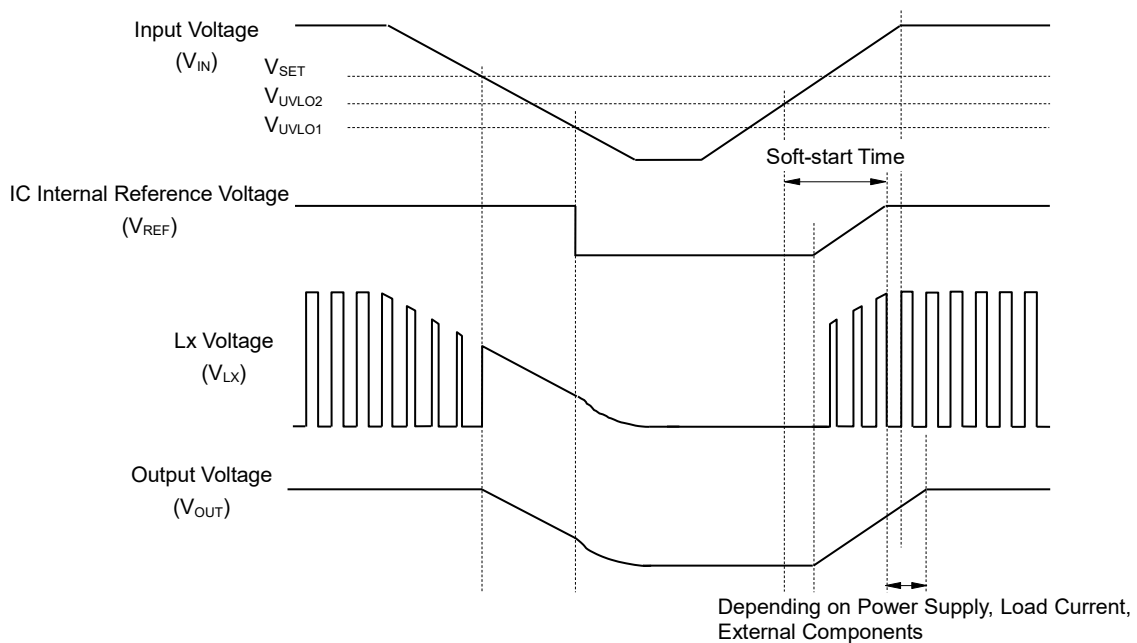 Input Voltage
(VIN)
VSET
VUVLO2
VUVLO1
Soft-start Time
IC Internal Reference Voltage
(VREF)
Lx Voltage
(VLX)
Output Voltage
(VOUT)
Depending on Power Supply, Load Current,
External Components